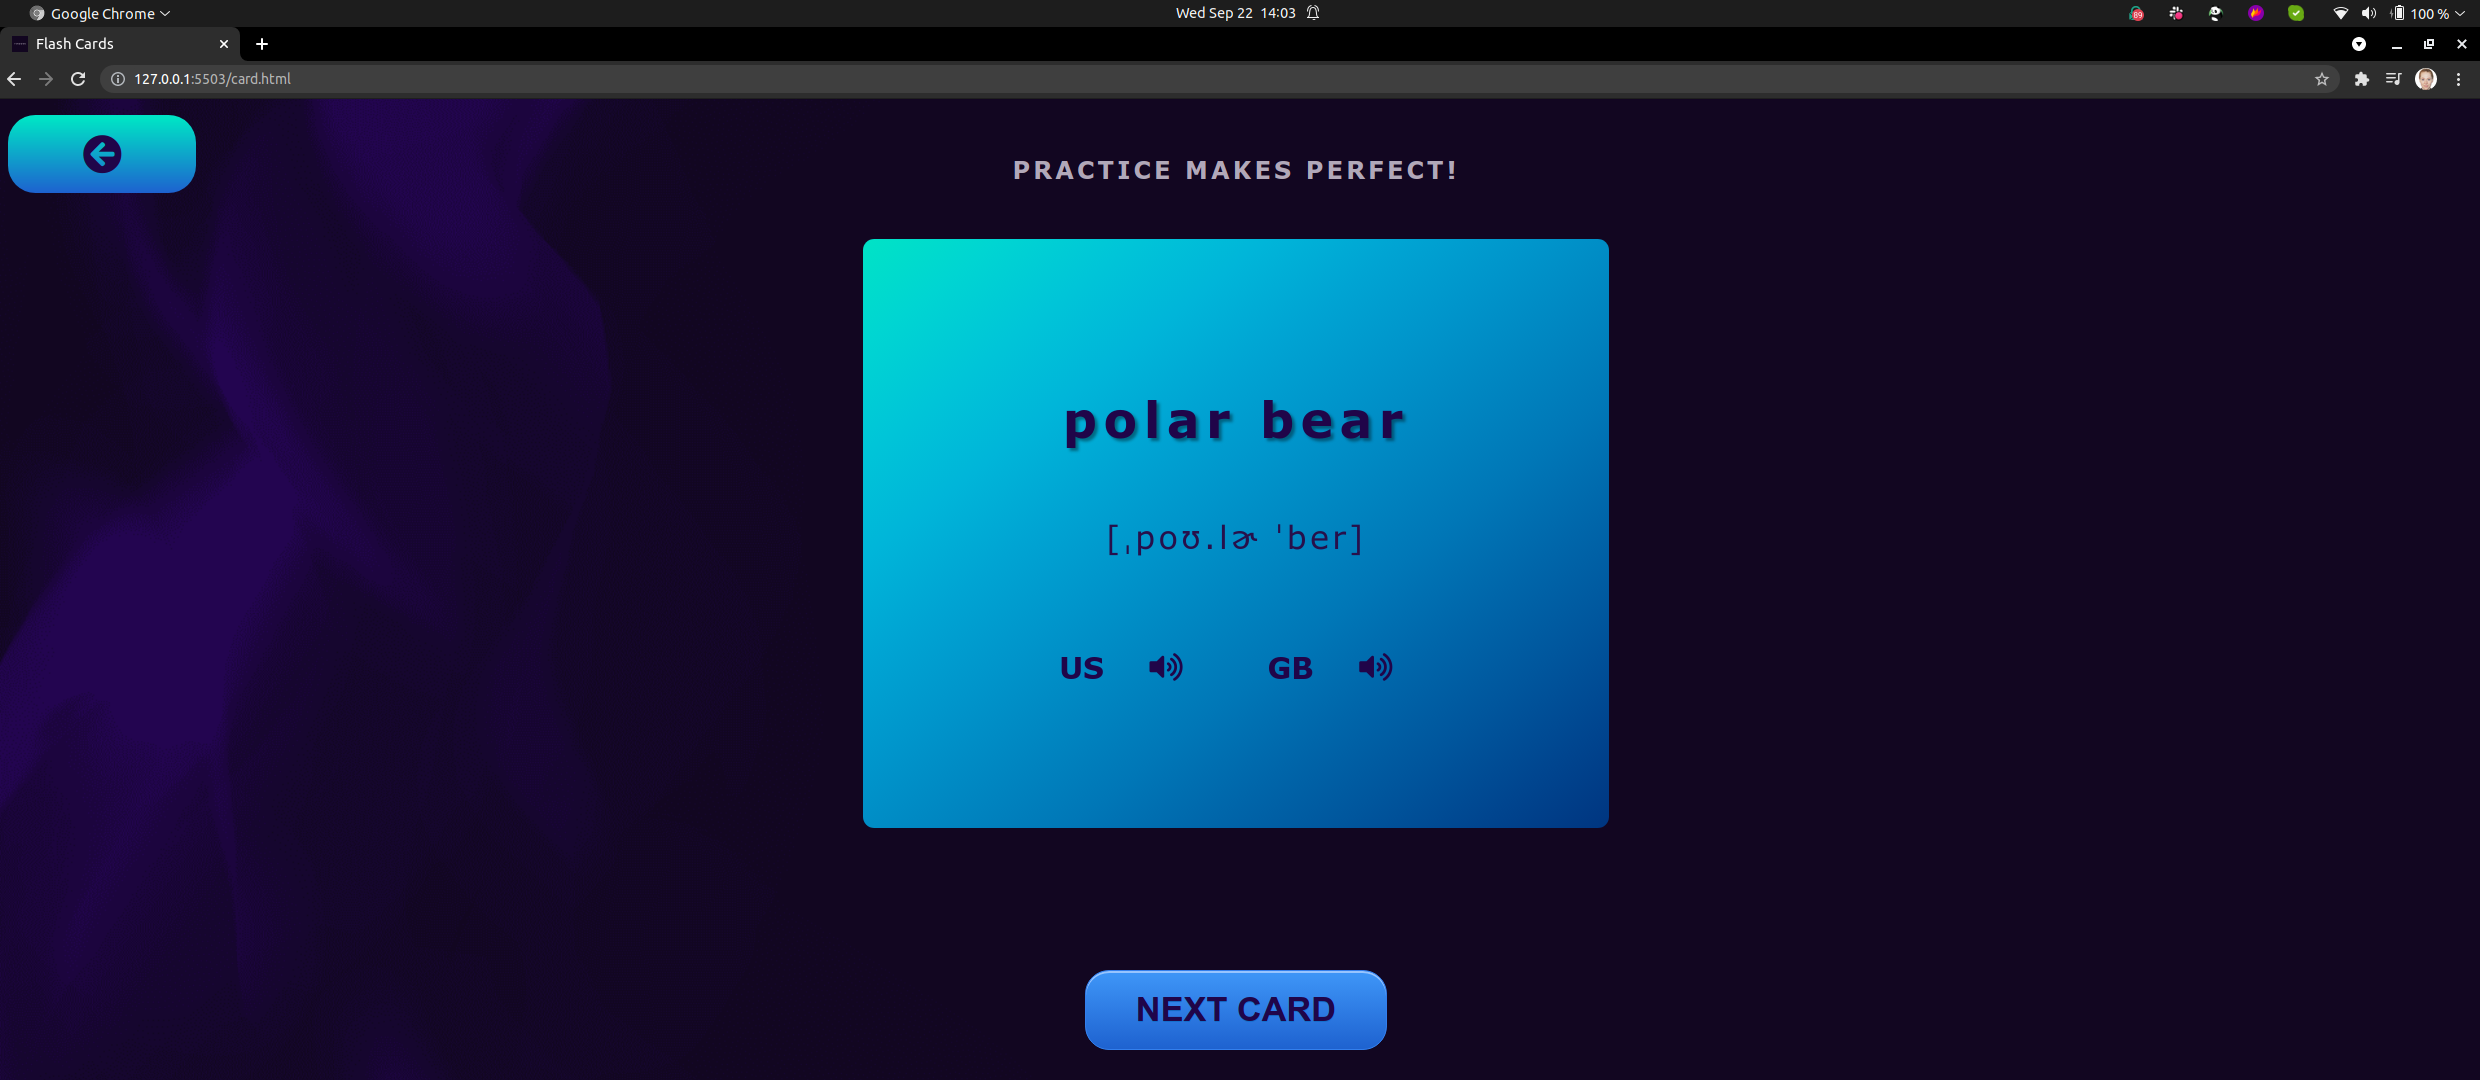 Google Chrome
Wed Sep 22 14:03
89
100 %
Flash Cards
127.0.0.1:5503/card.html
PRACTICE MAKES PERFECT!
polar bear
[ˌpoʊ.lɚ ˈber]
US GB
NEXT CARD